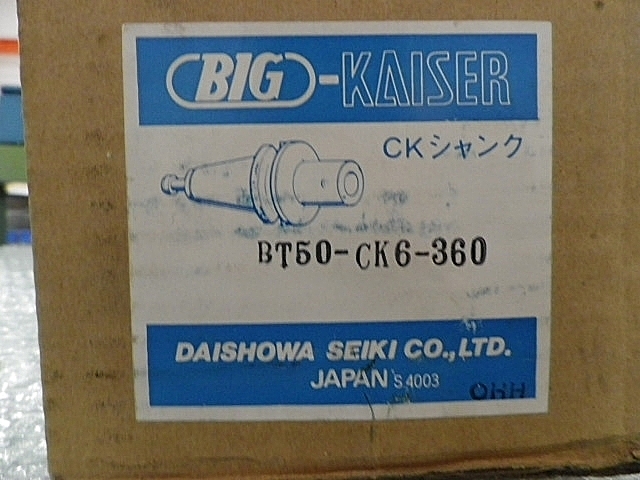 BIG-KAISER
CKシャンク
BT50-CK6-360
DAISHOWA SEIKI CO.,LTD.
JAPAN S4003